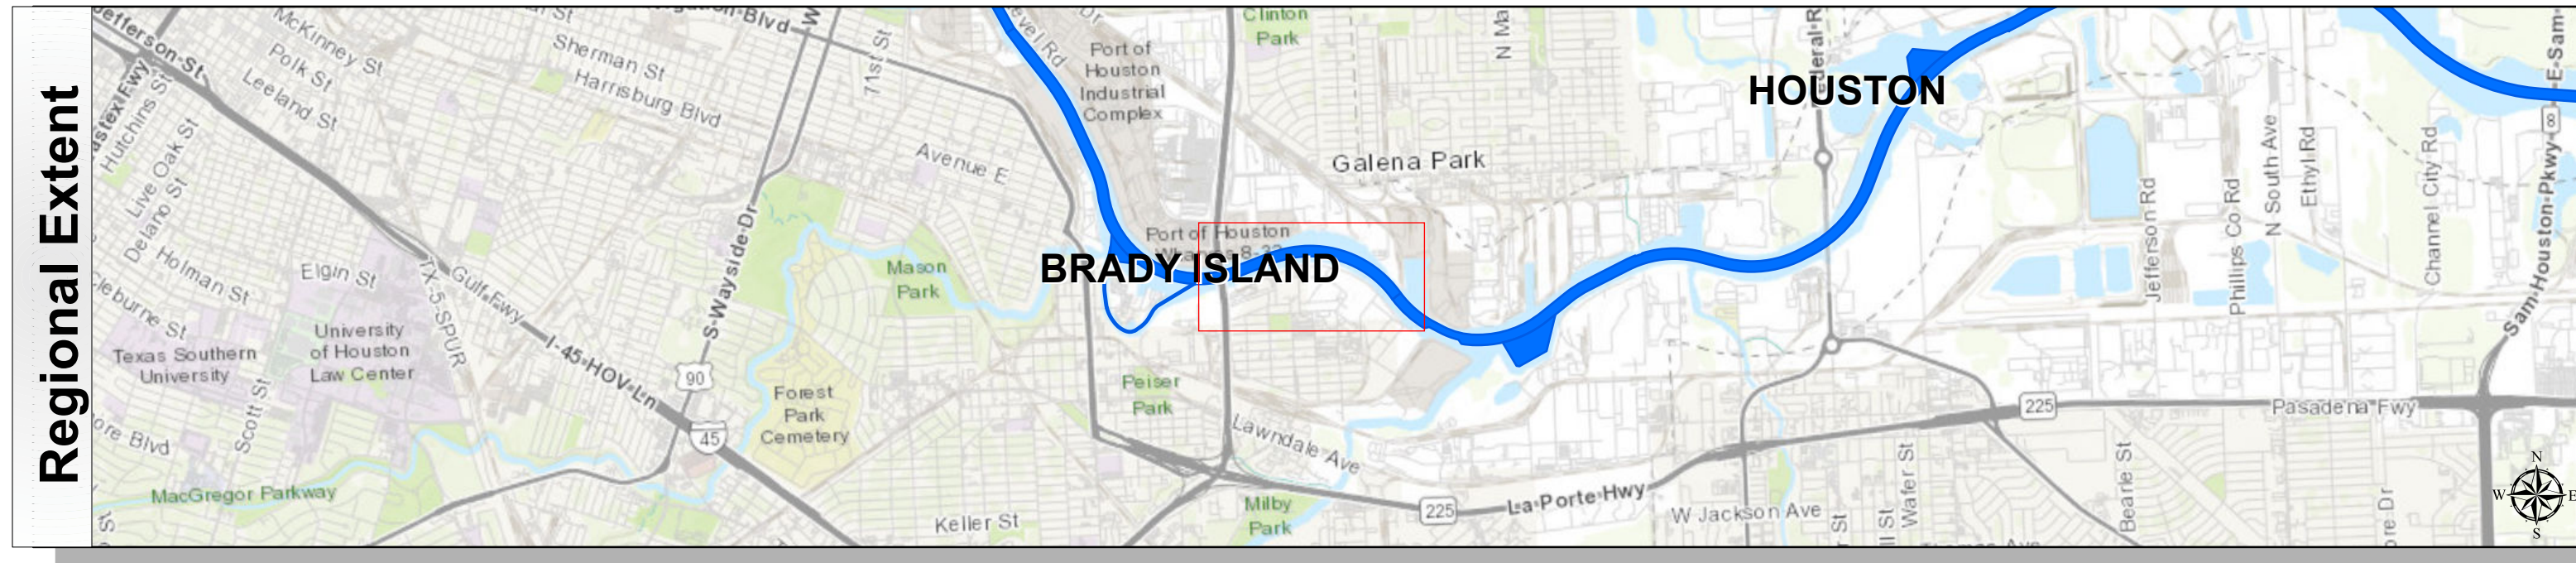 Regional Extent
Jefferson St
McKinney St
Polk St
Leeland St
Sherman St
Harrisburg Blvd
71st St
Hutchins St
Live Oak St
Delano St
Holman St
Elgin St
TX-5-SPUR
Gulf Fwy
I-45-HOV-Ln
S-Wayside-Dr
Avenue E
Port of
Houston
Industrial
Complex
Clinton
Park
Galena Park
HOUSTON
Port of Houston
BRADY ISLAND
Mason
Park
University
of Houston
Law Center
Texas Southern
University
Scott St
90
45
Forest
Park
Cemetery
Peiser
Park
Lawndale Ave
MacGregor Parkway
Keller St
Milby
Park
225
La Porte Hwy
W Jackson Ave
Wafer St
225
Pasadena Fwy
Bearle St
Jefferson Rd
Phillips Co Rd
N South Ave
Ethyl Rd
Channel City Rd
Sam-Houston-Pkwy-E-Sam
8
N
W
E
S